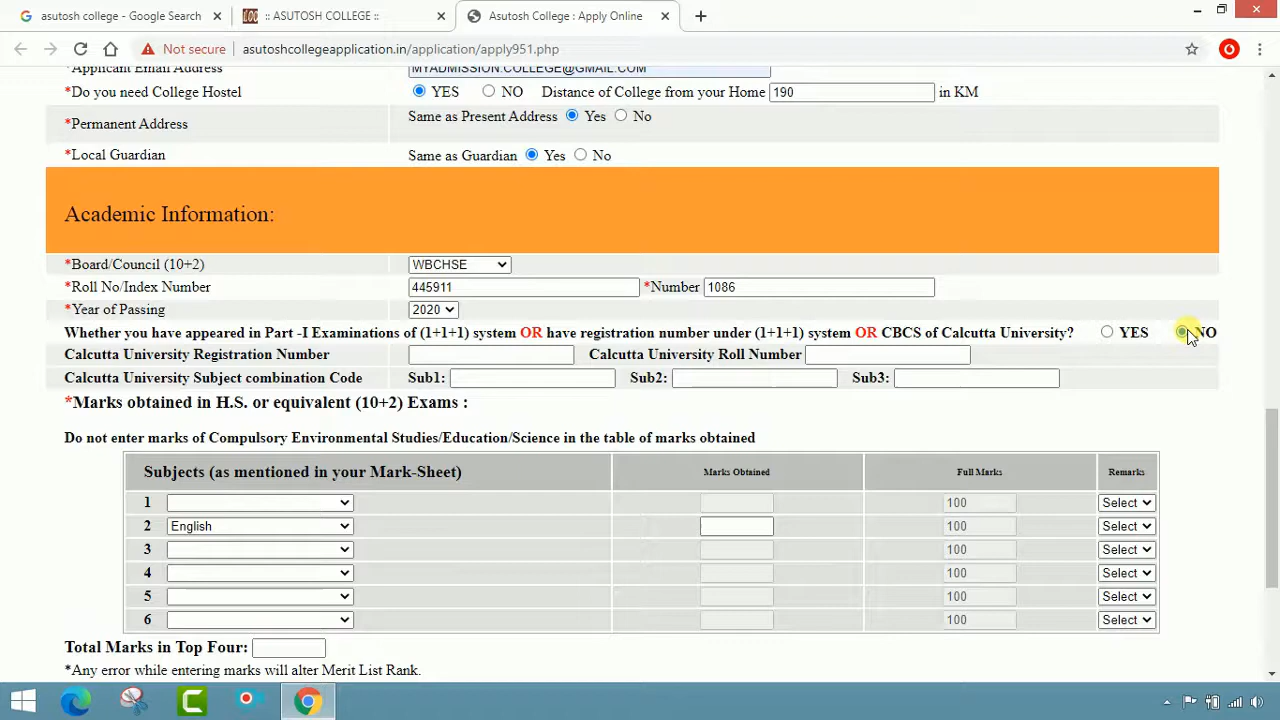 asutosh college - Google Search
:: ASUTOSH COLLEGE ::
Asutosh College : Apply Online
Not secure asutoshcollegeapplication.in/application/apply951.php
*Applicant Email Address MYADMISSION.COLLEGE@GMAIL.COM
*Do you need College Hostel YES NO Distance of College from your Home 190 in KM
*Permanent Address Same as Present Address Yes No
*Local Guardian Same as Guardian Yes No
Academic Information:
*Board/Council (10+2) WBCHSE
*Roll No/Index Number 445911 *Number 1086
*Year of Passing 2020
Whether you have appeared in Part -I Examinations of (1+1+1) system OR have registration number under (1+1+1) system OR CBCS of Calcutta University? YES NO
Calcutta University Registration Number Calcutta University Roll Number
Calcutta University Subject combination Code Sub1: Sub2: Sub3:
*Marks obtained in H.S. or equivalent (10+2) Exams :
Do not enter marks of Compulsory Environmental Studies/Education/Science in the table of marks obtained
Subjects (as mentioned in your Mark-Sheet) Marks Obtained Full Marks Remarks
1 100 Select
2 English 100 Select
3 100 Select
4 100 Select
5 100 Select
6 100 Select
Total Marks in Top Four:
*Any error while entering marks will alter Merit List Rank.